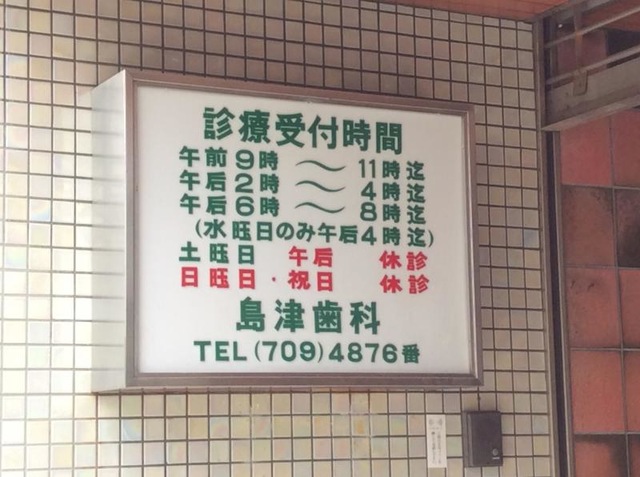 診療受付時間
午前9時 〜 11時迄
午后2時 〜 4時迄
午后6時 〜 8時迄
(水旺日のみ午后4時迄)
土旺日 午后 休診
日旺日・祝日 休診
島津歯科
TEL(709)4876番